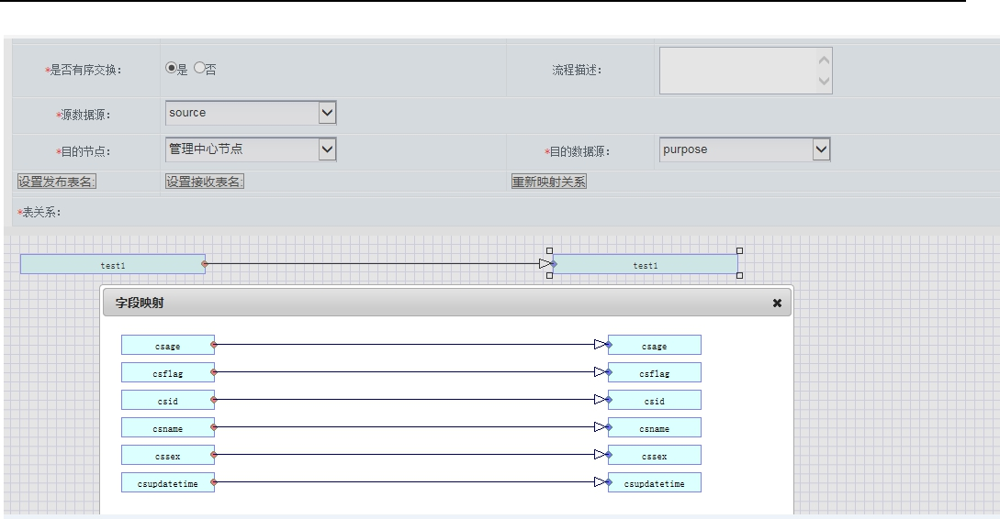 *是否有序交换： 是 否 流程描述：
*源数据源： source
*目的节点： 管理中心节点 *目的数据源： purpose
设置发布表名: 设置接收表名: 重新映射关系
*表关系：
test1 test1
字段映射
csage csage
csflag csflag
csid csid
csname csname
cssex cssex
csupdatetime csupdatetime